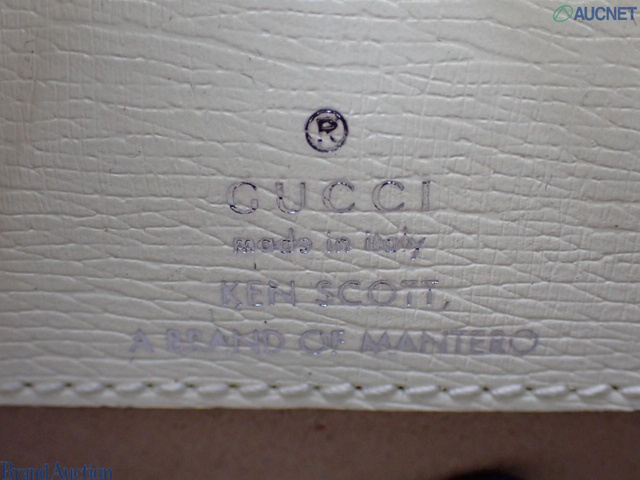 AUCNET
®
GUCCI
made in italy
KEN SCOTT,
A BRAND OF MANTERO
Brand Auction